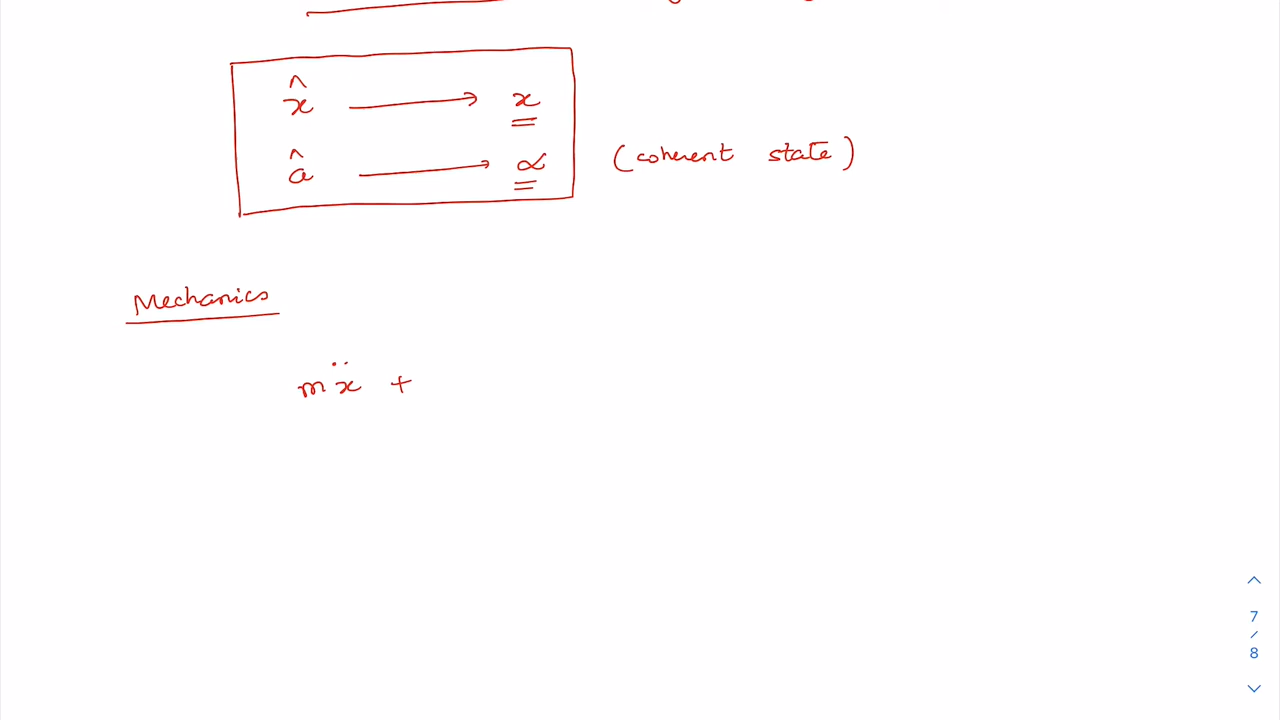 x̂ ⟶ x
â ⟶ α (coherent state)
Mechanics
mẍ +
7
/
8